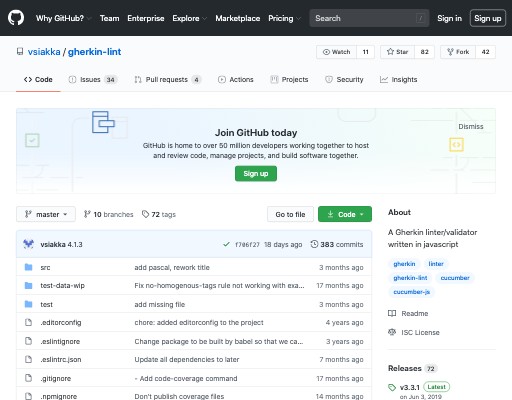 Why GitHub? Team Enterprise Explore Marketplace Pricing Search / Sign in Sign up
vsiakka / gherkin-lint Watch 11 Star 82 Fork 42
Code Issues 34 Pull requests 4 Actions Projects Security Insights
Dismiss
Join GitHub today
GitHub is home to over 50 million developers working together to host
and review code, manage projects, and build software together.
Sign up
master 10 branches 72 tags Go to file Code
vsiakka 4.1.3 f706f27 18 days ago 383 commits
src add pascal, rework title 3 months ago
test-data-wip Fix no-homogenous-tags rule not working with exa... 17 months ago
test add missing file 3 months ago
.editorconfig chore: added editorconfig to the project 4 years ago
.eslintignore Change package to be built by babel so that we ca... 3 years ago
.eslintrc.json Update all dependencies to later 7 months ago
.gitignore - Add code-coverage command 17 months ago
.npmignore Don't publish coverage files 14 months ago
About
A Gherkin linter/validator
written in javascript
gherkin linter
gherkin-lint cucumber
cucumber-js
Readme
ISC License
Releases 72
v3.3.1 Latest
on Jun 3, 2019